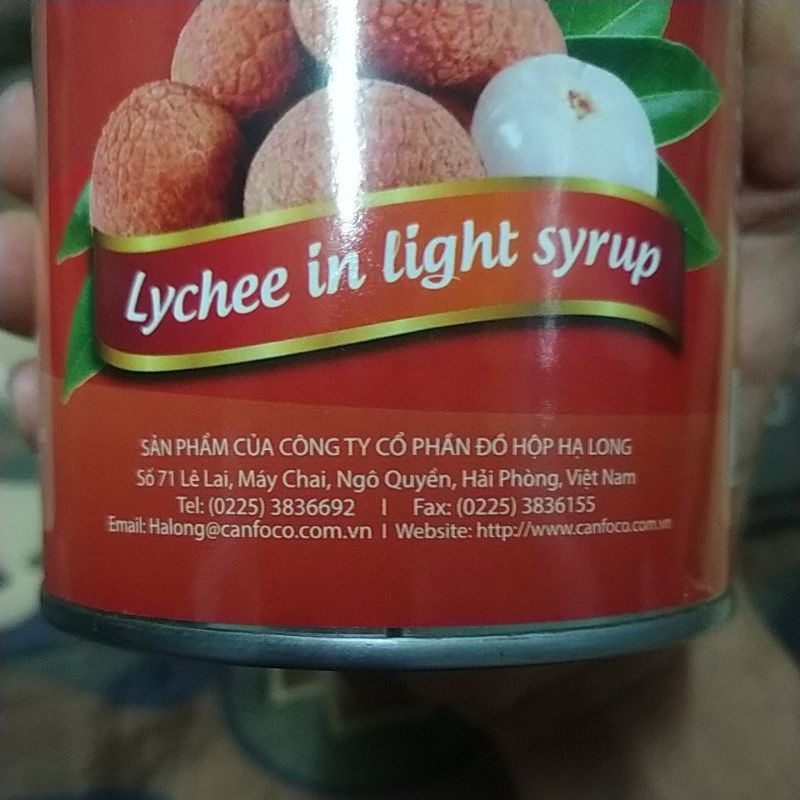 Lychee in light syrup
SẢN PHẨM CỦA CÔNG TY CỔ PHẦN ĐỒ HỘP HẠ LONG
Số 71 Lê Lai, Máy Chai, Ngô Quyền, Hải Phòng, Việt Nam
Tel: (0225) 3836692 | Fax: (0225) 3836155
Email: Halong@canfoco.com.vn | Website: http://www.canfoco.com.vn